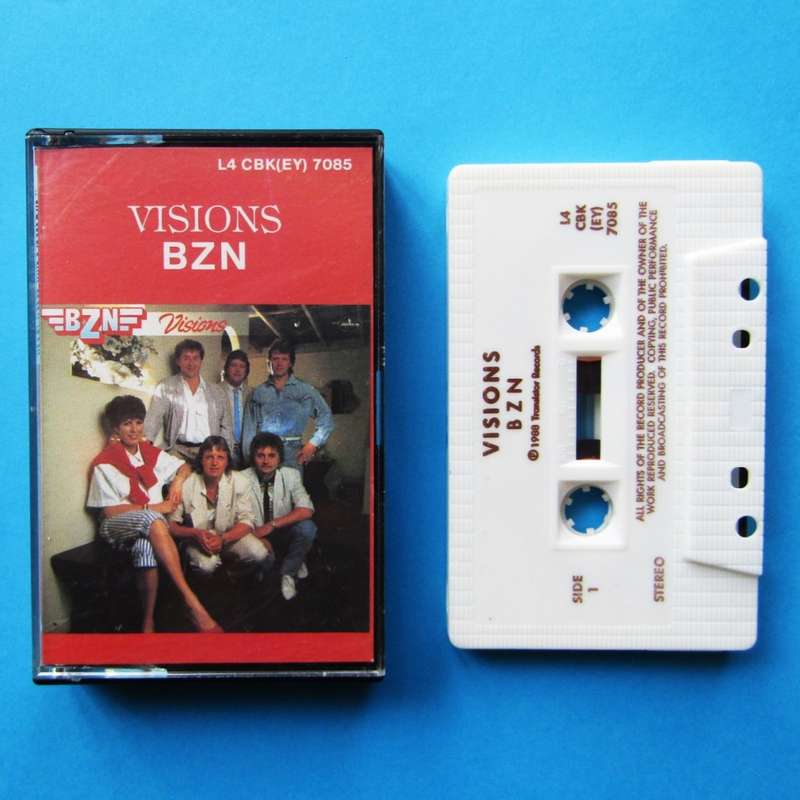 L4 CBK(EY) 7085
VISIONS
BZN
BZN
Visions
L4
CBK
(EY)
7085
VISIONS
BZN
℗ 1988 Transistor Records
SIDE
1
ALL RIGHTS OF THE RECORD PRODUCER AND OF THE OWNER OF THE
WORK REPRODUCED RESERVED. COPYING, PUBLIC PERFORMANCE
AND BROADCASTING OF THIS RECORD PROHIBITED.
STEREO